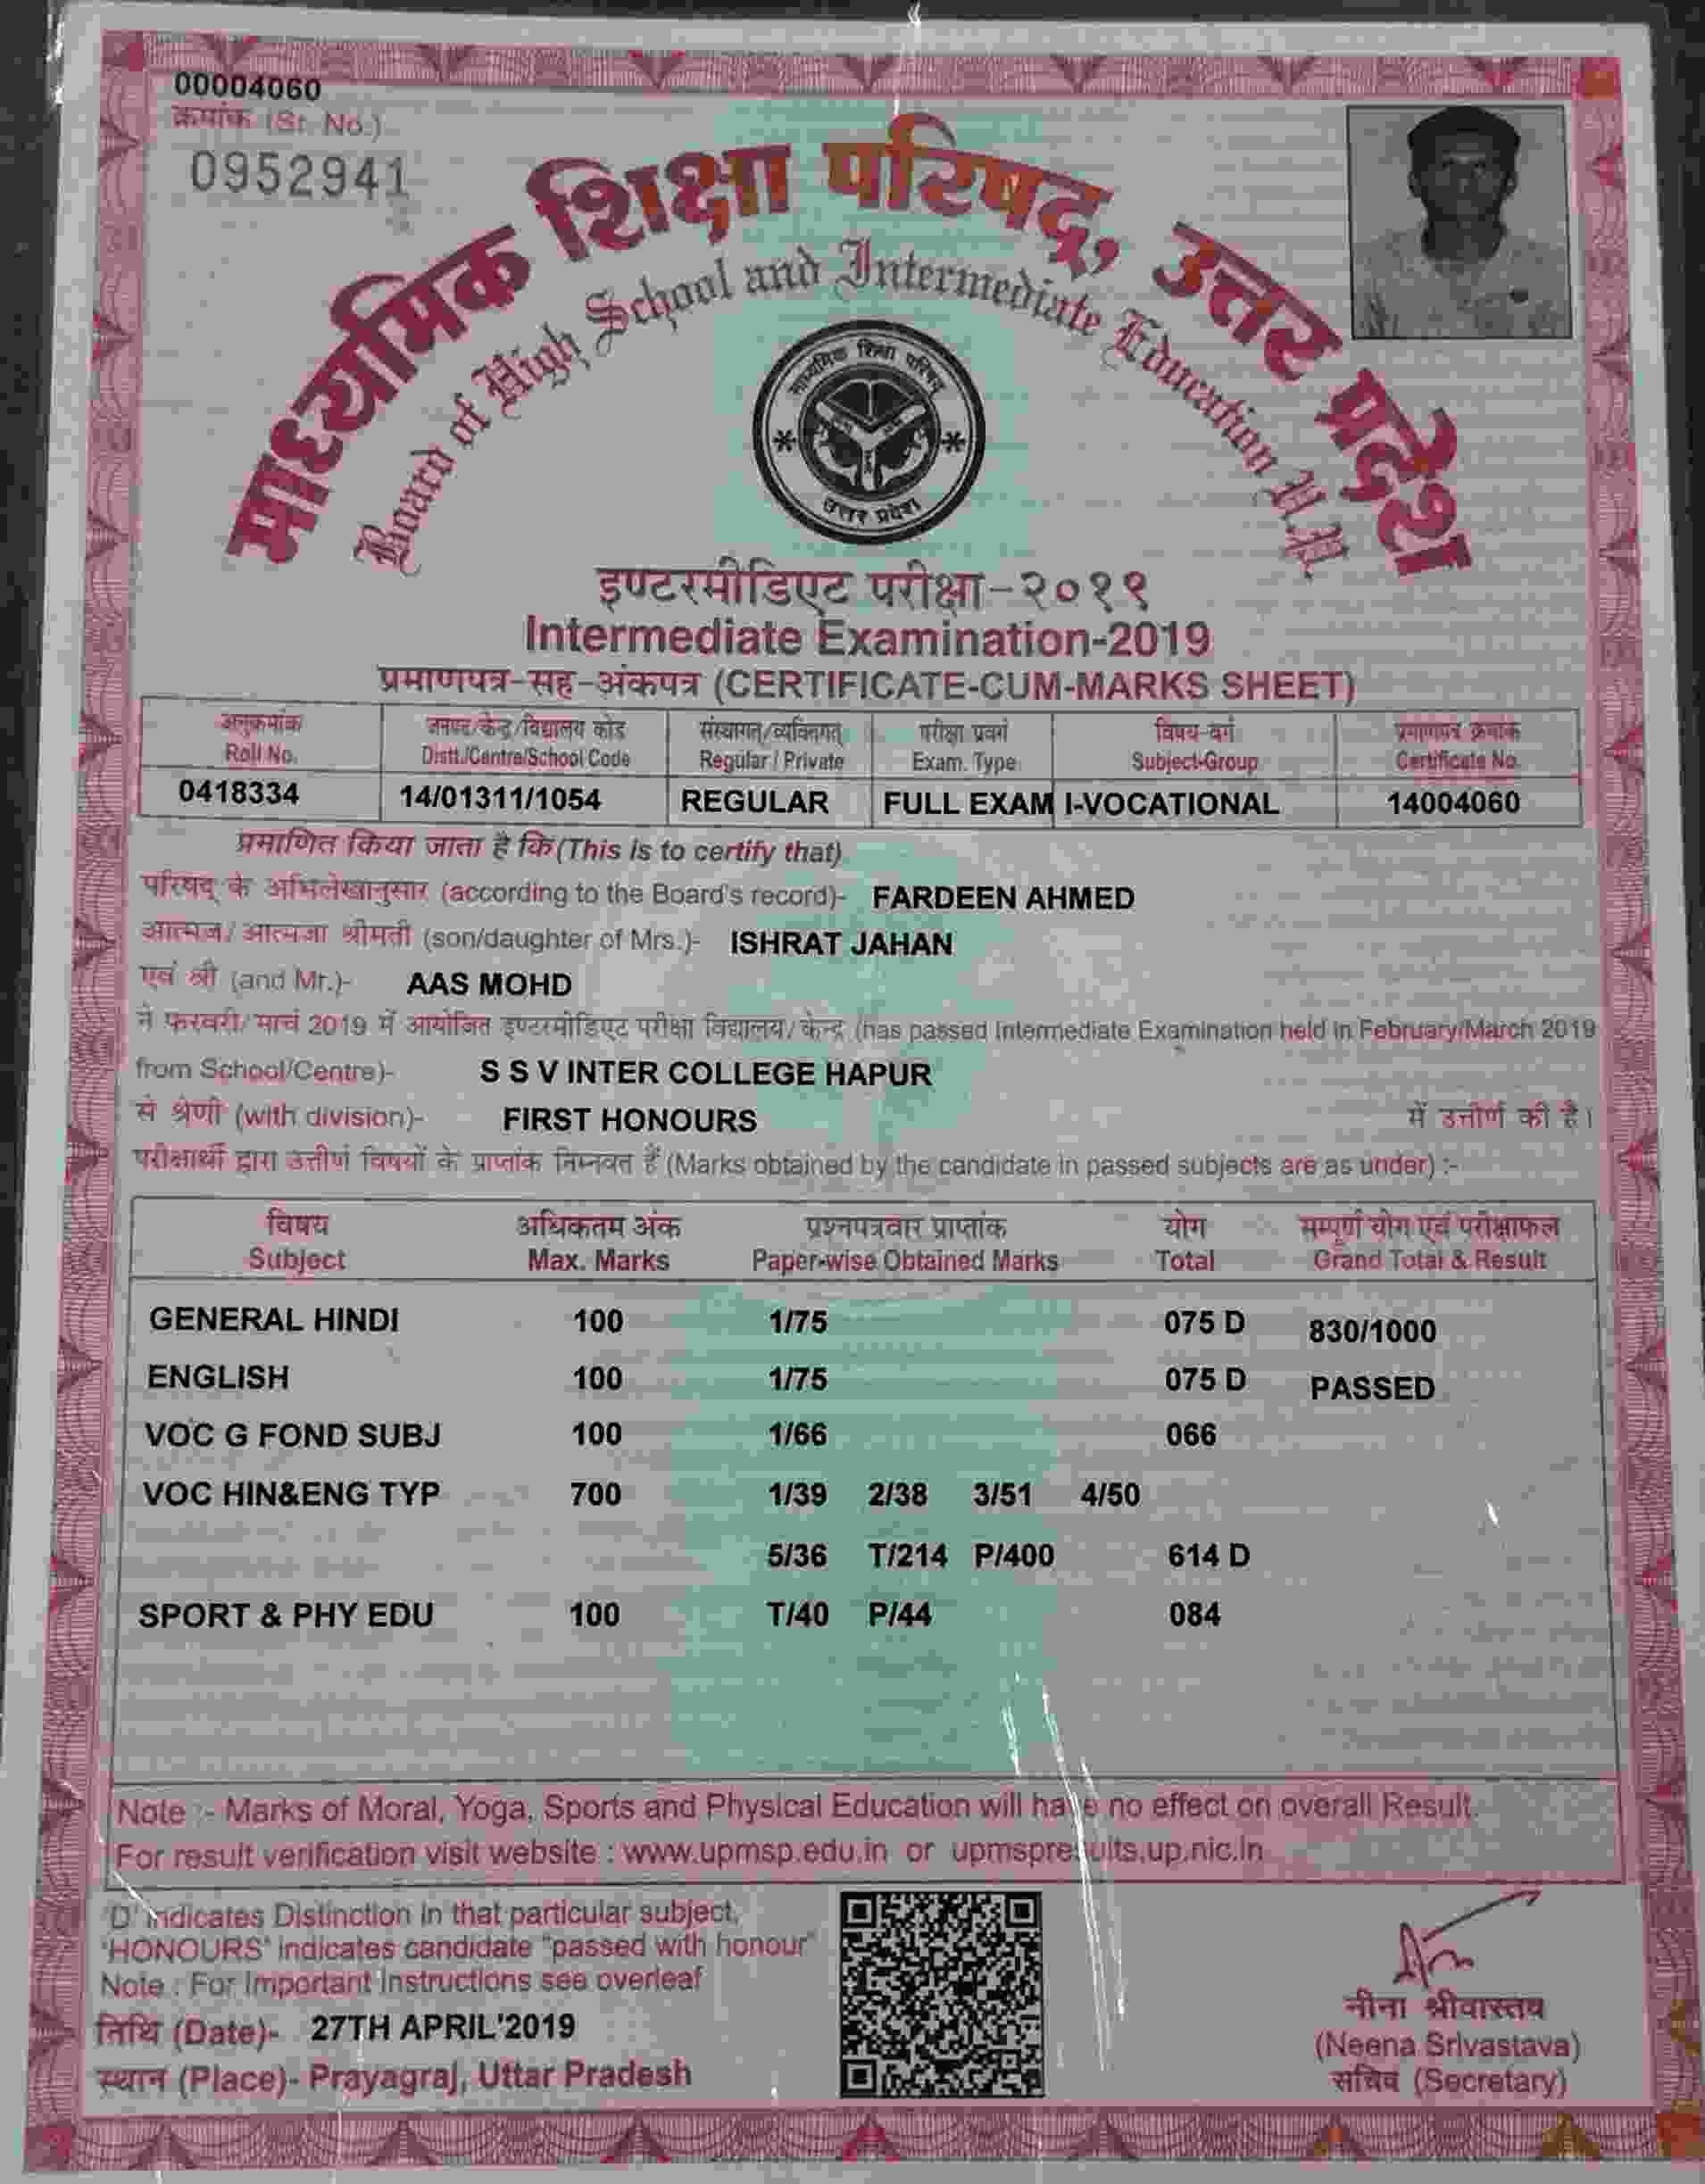 00004060
क्रमांक (Sr. No.)
0952941
माध्यमिक शिक्षा परिषद्, उत्तर प्रदेश
Board of High School and Intermediate Education U.P.
माध्यमिक शिक्षा परिषद्
उत्तर प्रदेश
इण्टरमीडिएट परीक्षा-२०१९
Intermediate Examination-2019
प्रमाणपत्र-सह-अंकपत्र (CERTIFICATE-CUM-MARKS SHEET)
अनुक्रमांक जनपद/केन्द्र/विद्यालय कोड संस्थागत/व्यक्तिगत परीक्षा प्रवर्ग विषय-वर्ग प्रमाणपत्र क्रमांक
Roll No. Distt./Centre/School Code Regular / Private Exam. Type Subject-Group Certificate No.
0418334 14/01311/1054 REGULAR FULL EXAM I-VOCATIONAL 14004060
प्रमाणित किया जाता है कि (This is to certify that)
परिषद् के अभिलेखानुसार (according to the Board's record)- FARDEEN AHMED
आत्मज/ आत्मजा श्रीमती (son/daughter of Mrs.)- ISHRAT JAHAN
एवं श्री (and Mr.)- AAS MOHD
ने फरवरी/मार्च 2019 में आयोजित इण्टरमीडिएट परीक्षा विद्यालय/केन्द्र (has passed Intermediate Examination held in February/March 2019
from School/Centre)- S S V INTER COLLEGE HAPUR
से श्रेणी (with division)- FIRST HONOURS में उत्तीर्ण की है।
परीक्षार्थी द्वारा उत्तीर्ण विषयों के प्राप्तांक निम्नवत हैं (Marks obtained by the candidate in passed subjects are as under) :-
विषय अधिकतम अंक प्रश्नपत्रवार प्राप्तांक योग सम्पूर्ण योग एवं परीक्षाफल
Subject Max. Marks Paper-wise Obtained Marks Total Grand Total & Result
GENERAL HINDI 100 1/75 075 D 830/1000
ENGLISH 100 1/75 075 D PASSED
VOC G FOND SUBJ 100 1/66 066
VOC HIN&ENG TYP 700 1/39 2/38 3/51 4/50
5/36 T/214 P/400 614 D
SPORT & PHY EDU 100 T/40 P/44 084
Note :- Marks of Moral, Yoga, Sports and Physical Education will have no effect on overall Result.
For result verification visit website : www.upmsp.edu.in or upmspresults.up.nic.in
'D' indicates Distinction in that particular subject.
'HONOURS' indicates candidate "passed with honour"
Note : For Important Instructions see overleaf
तिथि (Date)- 27TH APRIL'2019
स्थान (Place)- Prayagraj, Uttar Pradesh
नीना श्रीवास्तव
(Neena Srivastava)
सचिव (Secretary)